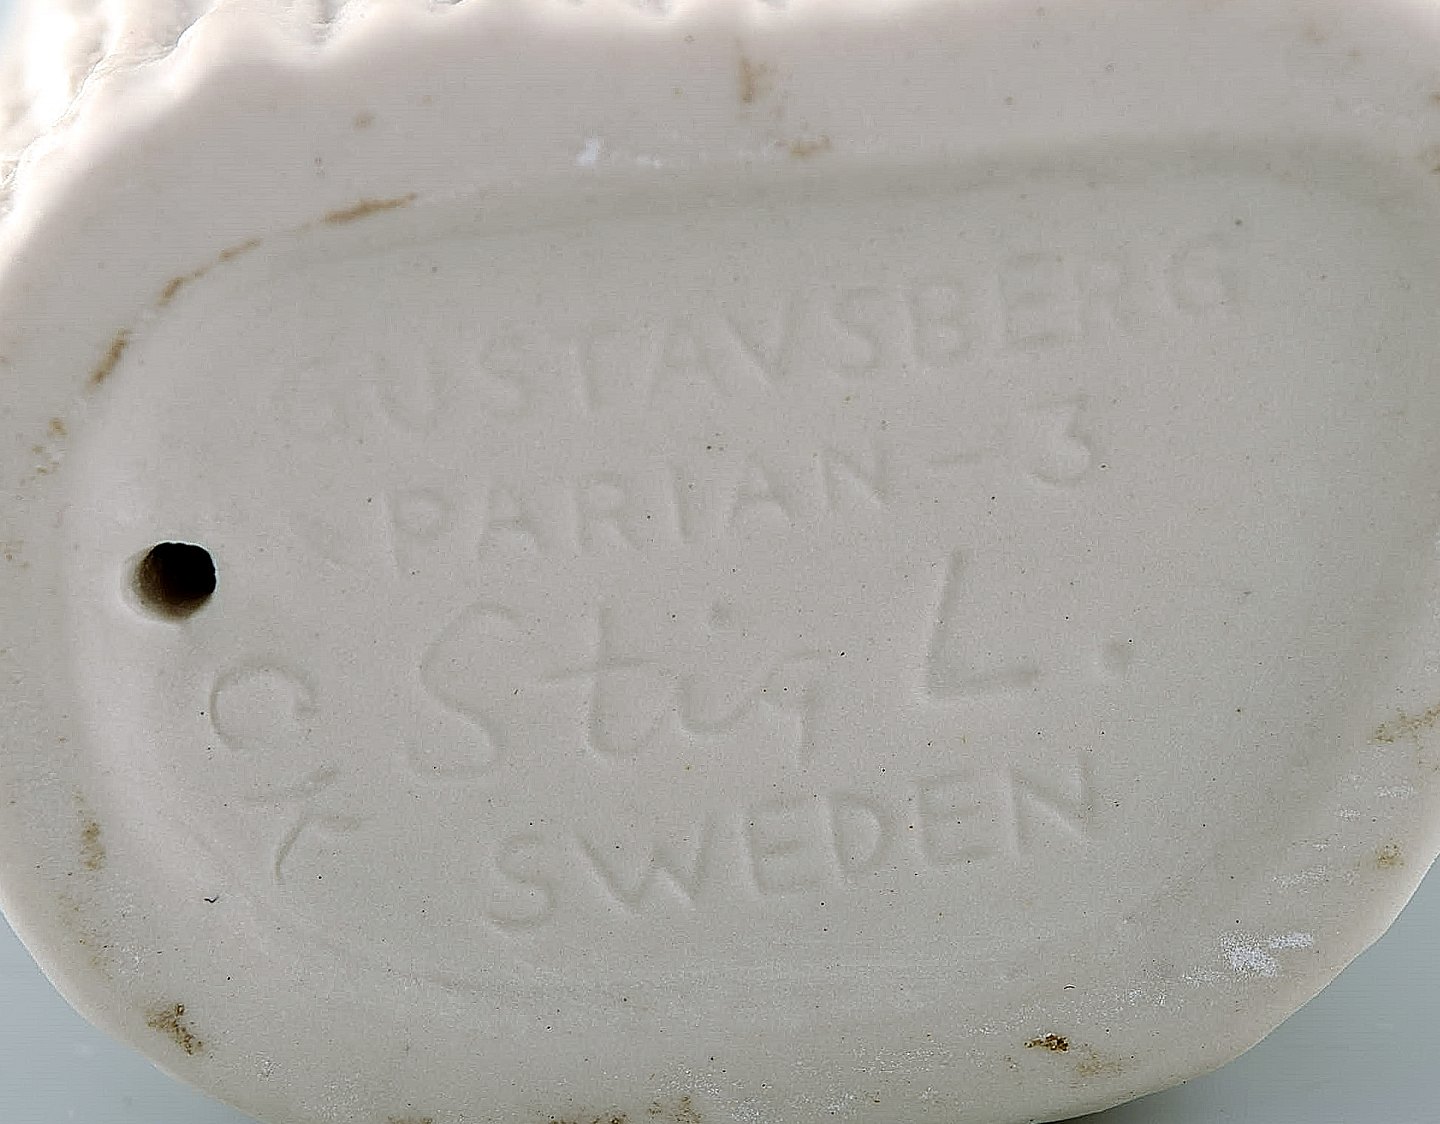 GUSTAVSBERG
PARIAN-3
Stig L.
SWEDEN